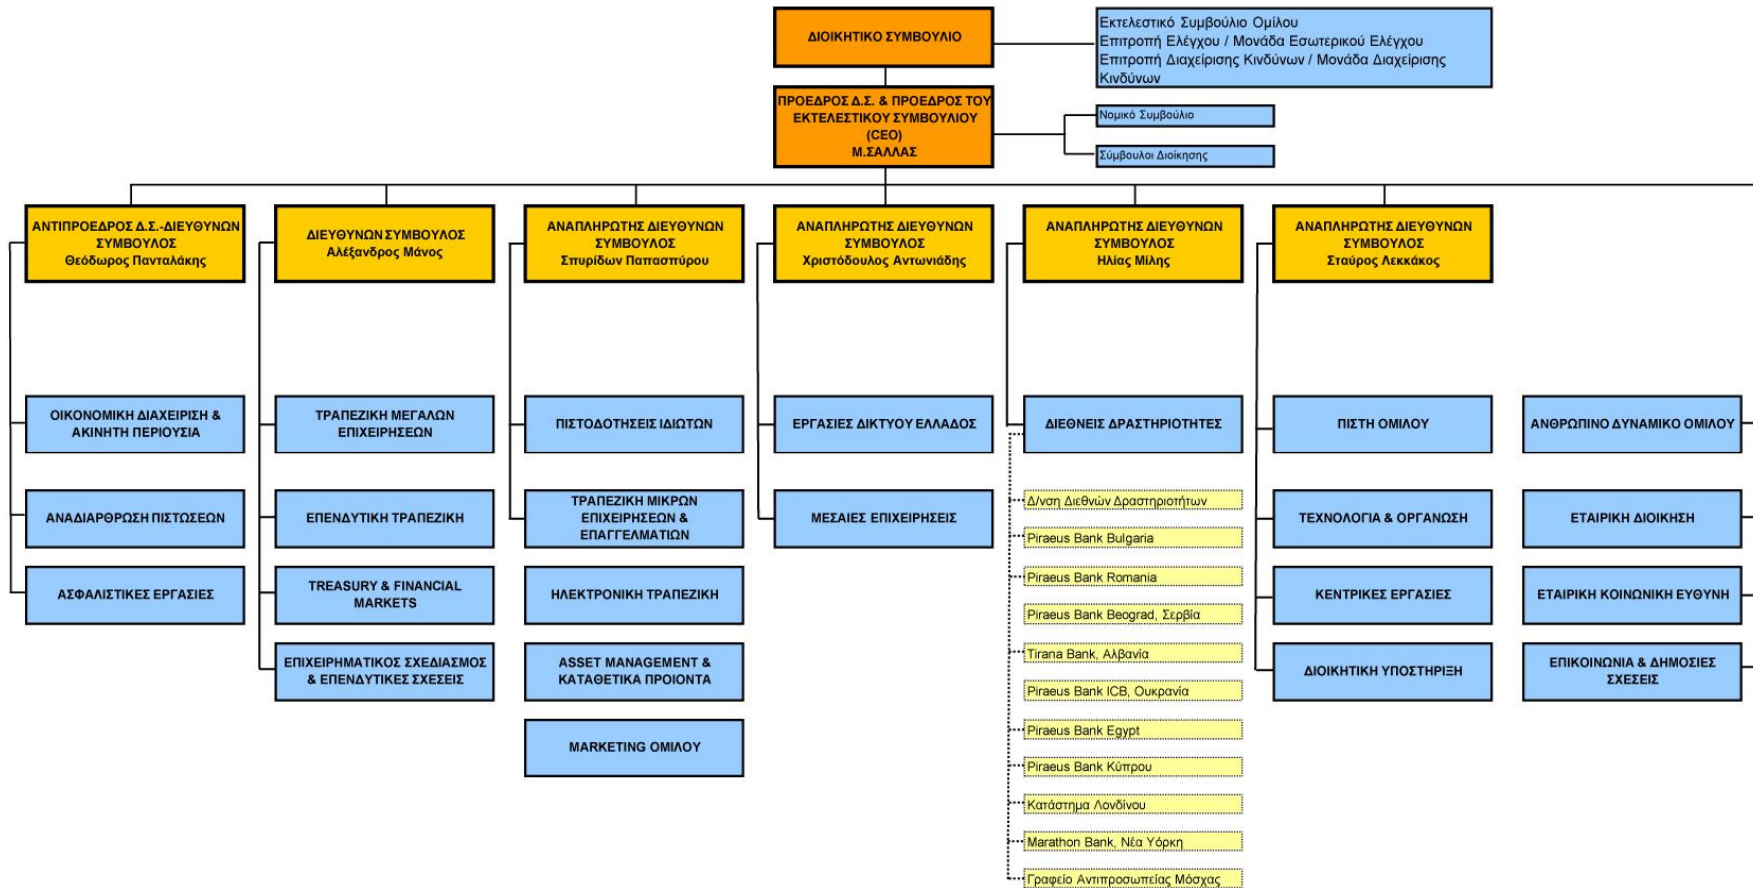 ΔΙΟΙΚΗΤΙΚΟ ΣΥΜΒΟΥΛΙΟ
Εκτελεστικό Συμβούλιο Ομίλου
Επιτροπή Ελέγχου / Μονάδα Εσωτερικού Ελέγχου
Επιτροπή Διαχείρισης Κινδύνων / Μονάδα Διαχείρισης
Κινδύνων
ΠΡΟΕΔΡΟΣ Δ.Σ. & ΠΡΟΕΔΡΟΣ ΤΟΥ
ΕΚΤΕΛΕΣΤΙΚΟΥ ΣΥΜΒΟΥΛΙΟΥ
(CEO)
Μ.ΣΑΛΛΑΣ
Νομικό Συμβούλιο
Σύμβουλοι Διοίκησης
ΑΝΤΙΠΡΟΕΔΡΟΣ Δ.Σ.-ΔΙΕΥΘΥΝΩΝ
ΣΥΜΒΟΥΛΟΣ
Θεόδωρος Πανταλάκης
ΔΙΕΥΘΥΝΩΝ ΣΥΜΒΟΥΛΟΣ
Αλέξανδρος Μάνος
ΑΝΑΠΛΗΡΩΤΗΣ ΔΙΕΥΘΥΝΩΝ
ΣΥΜΒΟΥΛΟΣ
Σπυρίδων Παπασπύρου
ΑΝΑΠΛΗΡΩΤΗΣ ΔΙΕΥΘΥΝΩΝ
ΣΥΜΒΟΥΛΟΣ
Χριστόδουλος Αντωνιάδης
ΑΝΑΠΛΗΡΩΤΗΣ ΔΙΕΥΘΥΝΩΝ
ΣΥΜΒΟΥΛΟΣ
Ηλίας Μίλης
ΑΝΑΠΛΗΡΩΤΗΣ ΔΙΕΥΘΥΝΩΝ
ΣΥΜΒΟΥΛΟΣ
Σταύρος Λεκκάκος
ΟΙΚΟΝΟΜΙΚΗ ΔΙΑΧΕΙΡΙΣΗ &
ΑΚΙΝΗΤΗ ΠΕΡΙΟΥΣΙΑ
ΑΝΑΔΙΑΡΘΡΩΣΗ ΠΙΣΤΩΣΕΩΝ
ΑΣΦΑΛΙΣΤΙΚΕΣ ΕΡΓΑΣΙΕΣ
ΤΡΑΠΕΖΙΚΗ ΜΕΓΑΛΩΝ
ΕΠΙΧΕΙΡΗΣΕΩΝ
ΕΠΕΝΔΥΤΙΚΗ ΤΡΑΠΕΖΙΚΗ
TREASURY & FINANCIAL
MARKETS
ΕΠΙΧΕΙΡΗΜΑΤΙΚΟΣ ΣΧΕΔΙΑΣΜΟΣ
& ΕΠΕΝΔΥΤΙΚΕΣ ΣΧΕΣΕΙΣ
ΠΙΣΤΟΔΟΤΗΣΕΙΣ ΙΔΙΩΤΩΝ
ΤΡΑΠΕΖΙΚΗ ΜΙΚΡΩΝ
ΕΠΙΧΕΙΡΗΣΕΩΝ &
ΕΠΑΓΓΕΛΜΑΤΙΩΝ
ΗΛΕΚΤΡΟΝΙΚΗ ΤΡΑΠΕΖΙΚΗ
ASSET MANAGEMENT &
ΚΑΤΑΘΕΤΙΚΑ ΠΡΟΙΟΝΤΑ
MARKETING ΟΜΙΛΟΥ
ΕΡΓΑΣΙΕΣ ΔΙΚΤΥΟΥ ΕΛΛΑΔΟΣ
ΜΕΣΑΙΕΣ ΕΠΙΧΕΙΡΗΣΕΙΣ
ΔΙΕΘΝΕΙΣ ΔΡΑΣΤΗΡΙΟΤΗΤΕΣ
Δ/νση Διεθνών Δραστηριοτήτων
Piraeus Bank Bulgaria
Piraeus Bank Romania
Piraeus Bank Beograd, Σερβία
Tirana Bank, Αλβανία
Piraeus Bank ICB, Ουκρανία
Piraeus Bank Egypt
Piraeus Bank Κύπρου
Κατάστημα Λονδίνου
Marathon Bank, Νέα Υόρκη
Γραφείο Αντιπροσωπείας Μόσχας
ΠΙΣΤΗ ΟΜΙΛΟΥ
ΤΕΧΝΟΛΟΓΙΑ & ΟΡΓΑΝΩΣΗ
ΚΕΝΤΡΙΚΕΣ ΕΡΓΑΣΙΕΣ
ΔΙΟΙΚΗΤΙΚΗ ΥΠΟΣΤΗΡΙΞΗ
ΑΝΘΡΩΠΙΝΟ ΔΥΝΑΜΙΚΟ ΟΜΙΛΟΥ
ΕΤΑΙΡΙΚΗ ΔΙΟΙΚΗΣΗ
ΕΤΑΙΡΙΚΗ ΚΟΙΝΩΝΙΚΗ ΕΥΘΥΝΗ
ΕΠΙΚΟΙΝΩΝΙΑ & ΔΗΜΟΣΙΕΣ
ΣΧΕΣΕΙΣ